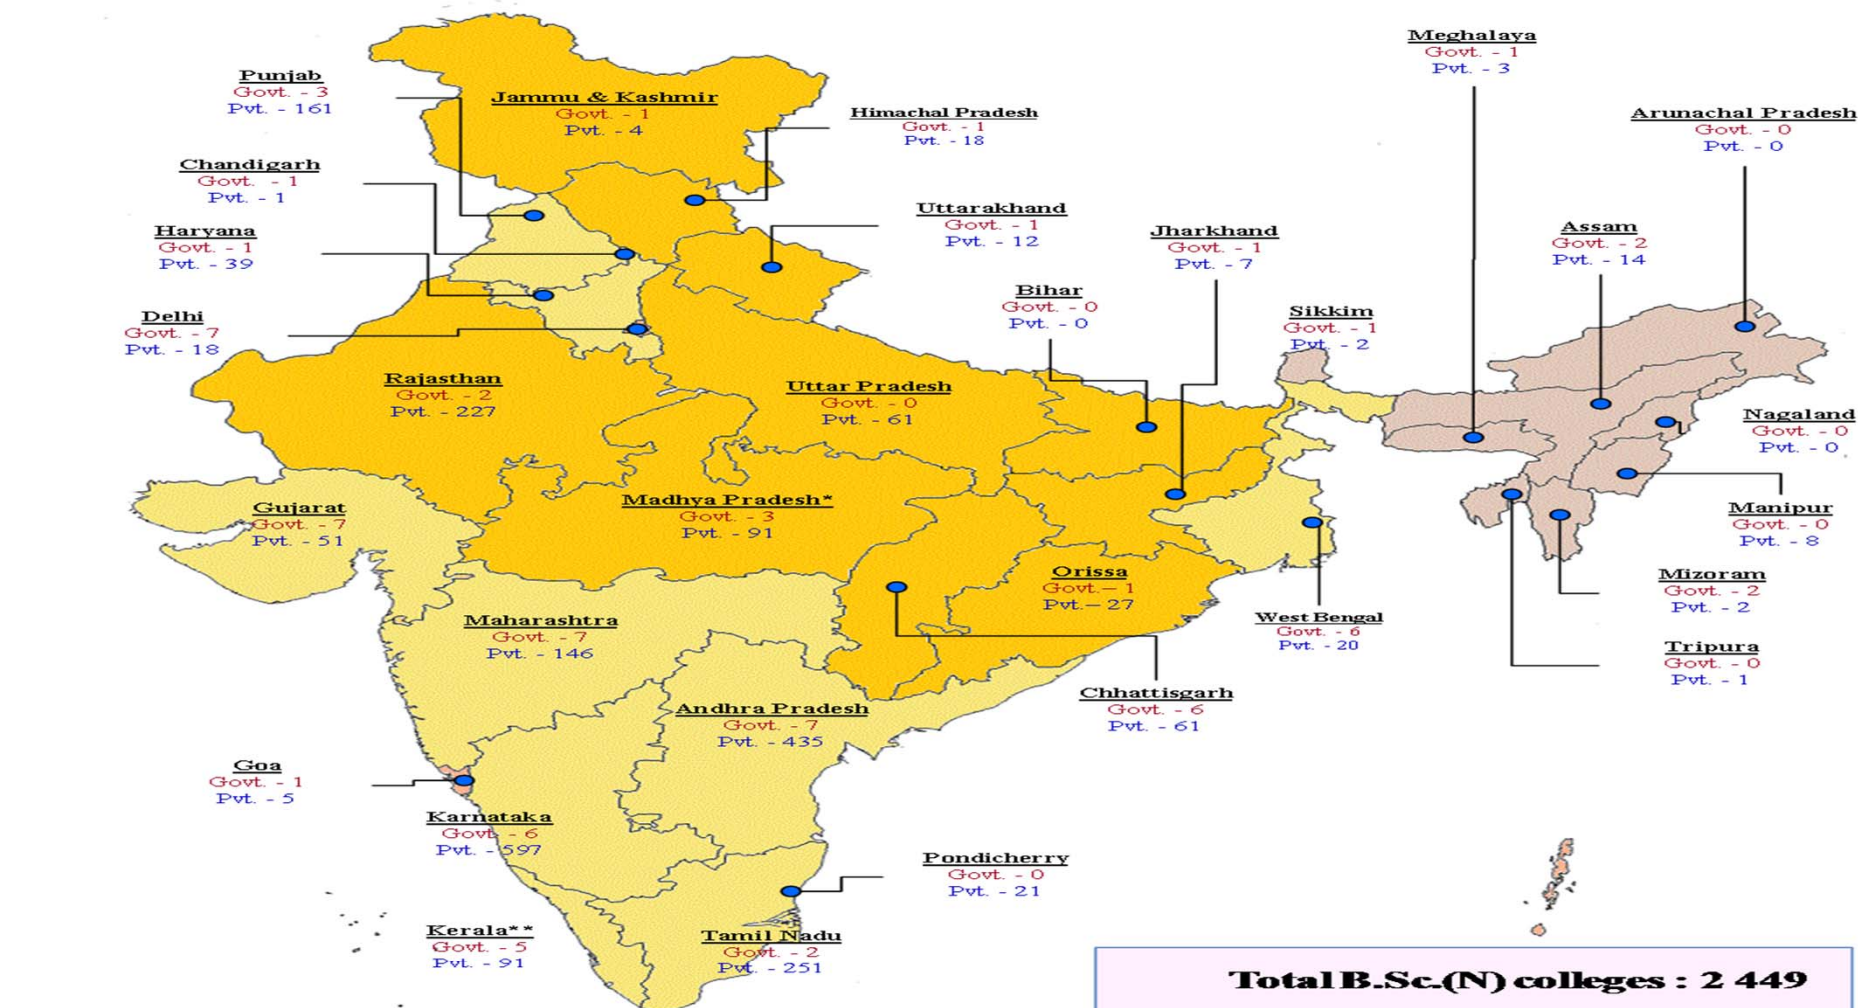 Meghalaya
Govt. - 1
Pvt. - 3
Punjab
Govt. - 3
Pvt. - 161
Jammu & Kashmir
Govt. - 1
Pvt. - 4
Himachal Pradesh
Govt. - 1
Pvt. - 18
Arunachal Pradesh
Govt. - 0
Pvt. - 0
Chandigarh
Govt. - 1
Pvt. - 1
Uttarakhand
Govt. - 1
Pvt. - 12
Jharkhand
Govt. - 1
Pvt. - 7
Assam
Govt. - 2
Pvt. - 14
Haryana
Govt. - 1
Pvt. - 39
Bihar
Govt. - 0
Pvt. - 0
Sikkim
Govt. - 1
Pvt. - 2
Delhi
Govt. - 7
Pvt. - 18
Rajasthan
Govt. - 2
Pvt. - 227
Uttar Pradesh
Govt. - 0
Pvt. - 61
Nagaland
Govt. - 0
Pvt. - 0
Gujarat
Govt. - 7
Pvt. - 51
Madhya Pradesh*
Govt. - 3
Pvt. - 91
Manipur
Govt. - 0
Pvt. - 8
Orissa
Govt.– 1
Pvt.– 27
Mizoram
Govt. - 2
Pvt. - 2
Maharashtra
Govt. - 7
Pvt. - 146
West Bengal
Govt. - 6
Pvt. - 20
Tripura
Govt. - 0
Pvt. - 1
Chhattisgarh
Govt. - 6
Pvt. - 61
Andhra Pradesh
Govt. - 7
Pvt. - 435
Goa
Govt. - 1
Pvt. - 5
Karnataka
Govt. - 6
Pvt. - 597
Pondicherry
Govt. - 0
Pvt. - 21
Kerala**
Govt. - 5
Pvt. - 91
Tamil Nadu
Govt. - 2
Pvt. - 251
Total B.Sc.(N) colleges : 2 449